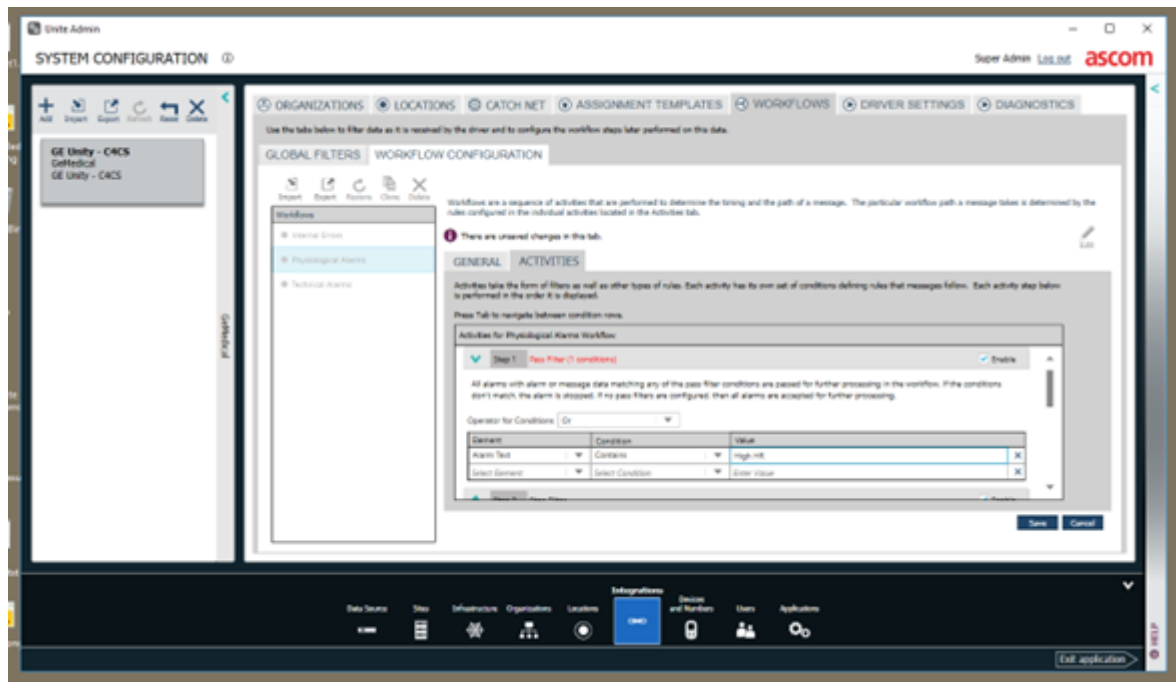 Unite Admin
SYSTEM CONFIGURATION
Super Admin Log out ascom
Add Import Export Refresh Reset Delete
GE Unity - C4CS
GeMedical
GE Unity - C4CS
GeMedical
ORGANIZATIONS LOCATIONS CATCH NET ASSIGNMENT TEMPLATES WORKFLOWS DRIVER SETTINGS DIAGNOSTICS
Use the tabs below to filter data as it is received by the driver and to configure the workflow steps later performed on this data.
GLOBAL FILTERS WORKFLOW CONFIGURATION
Import Export Rename Clone Delete
Workflows
Internal Errors
Physiological Alarms
Technical Alarms
Workflows are a sequence of activities that are performed to determine the timing and the path of a message. The particular workflow path a message takes is determined by the
rules configured in the individual activities located in the Activities tab.
There are unsaved changes in this tab.
Edit
GENERAL ACTIVITIES
Activities take the form of filters as well as other types of rules. Each activity has its own set of conditions defining rules that messages follow. Each activity step below
is performed in the order it is displayed.
Press Tab to navigate between condition rows.
Activities for Physiological Alarms Workflow
Step 1 Pass Filter (1 conditions) Enable
All alarms with alarm or message data matching any of the pass filter conditions are passed for further processing in the workflow. If the conditions
don't match, the alarm is stopped. If no pass filters are configured, then all alarms are accepted for further processing.
Operator for Conditions Or
Element Condition Value
Alarm Text Contains High HR
Select Element Select Condition Enter Value
Save Cancel
Integrations
Data Source Sites Infrastructure Organizations Locations Devices and Numbers Users Applications
HELP
Exit application